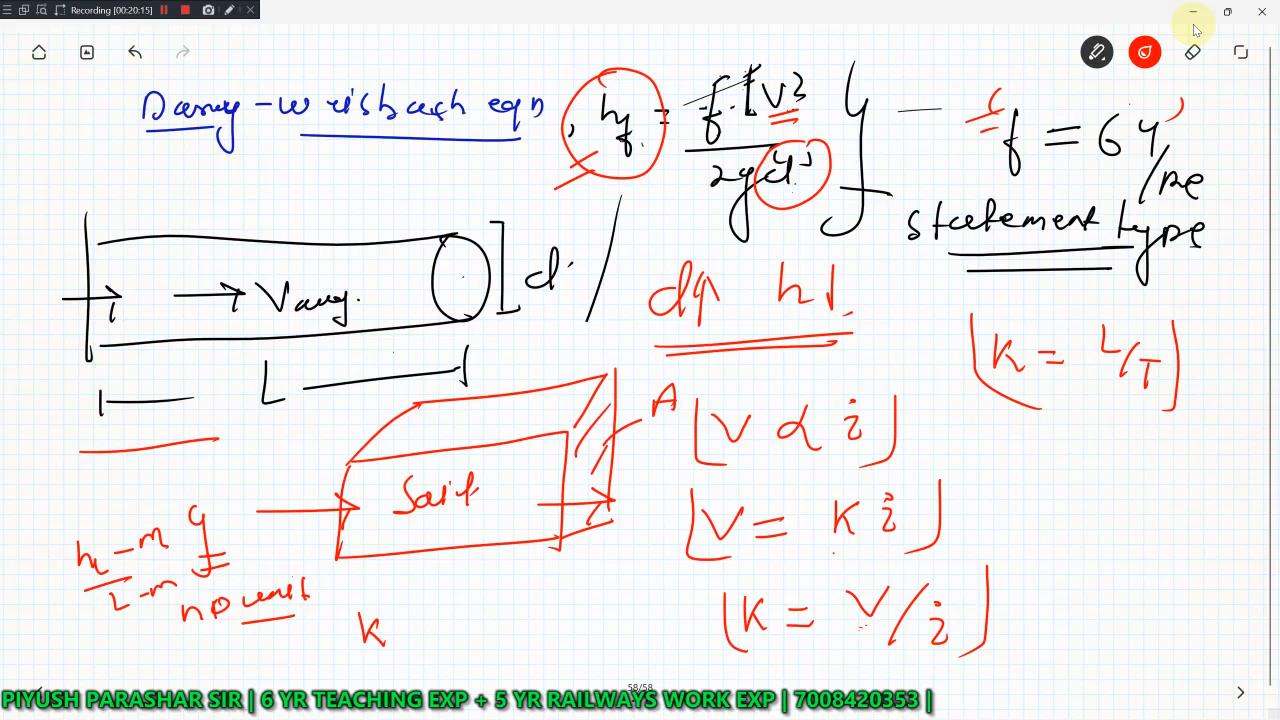 Recording [00:20:15]
Darcy-weisbach eqn, hf = f L V²
2gd
f = 64/Re
statement type
Vavg.
d
L
d↑ h↓
[K = L/T]
A
[V ∝ i]
Soil
[V = K i]
hL - m
L - m
no unit
K
[K = V/i]
58/58
PIYUSH PARASHAR SIR | 6 YR TEACHING EXP + 5 YR RAILWAYS WORK EXP | 7008420353 |